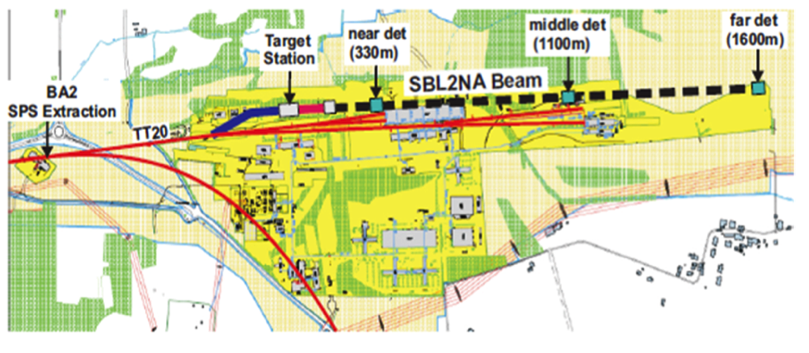 Target
Station
near det
(330m)
middle det
(1100m)
far det
(1600m)
SBL2NA Beam
BA2
SPS Extraction
TT20